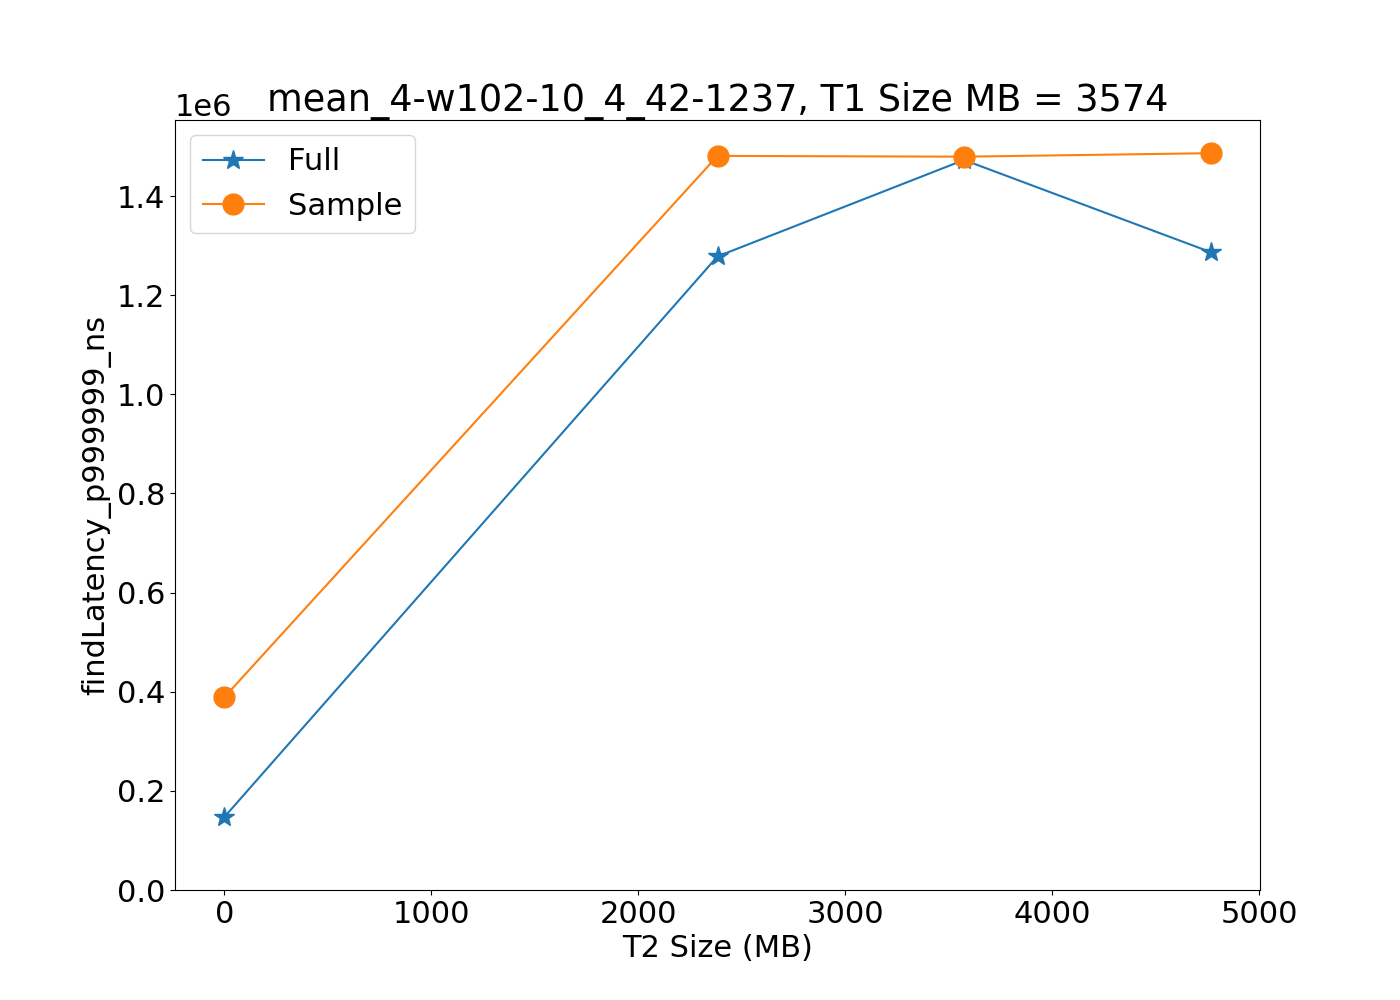 mean_4-w102-10_4_42-1237, T1 Size MB = 3574
1e6
Full
Sample
1.4
1.2
1.0
0.8
0.6
0.4
0.2
0.0
findLatency_p999999_ns
0 1000 2000 3000 4000 5000
T2 Size (MB)